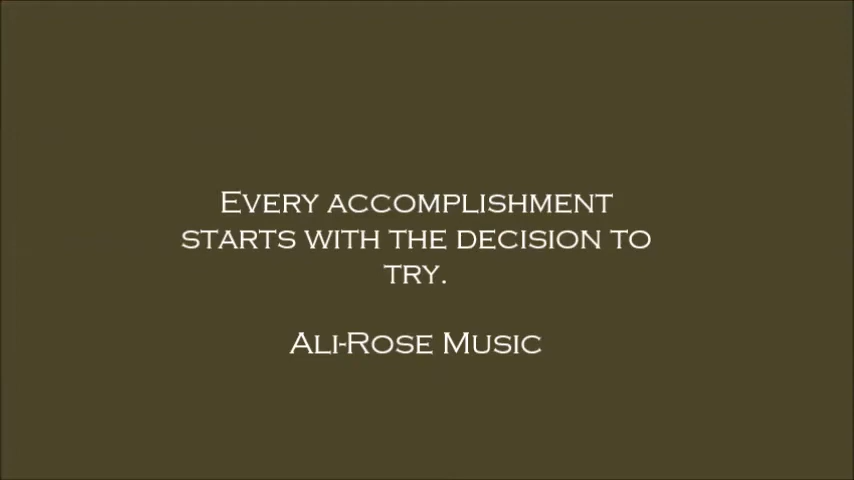 Every accomplishment
starts with the decision to
try.
Ali-Rose Music